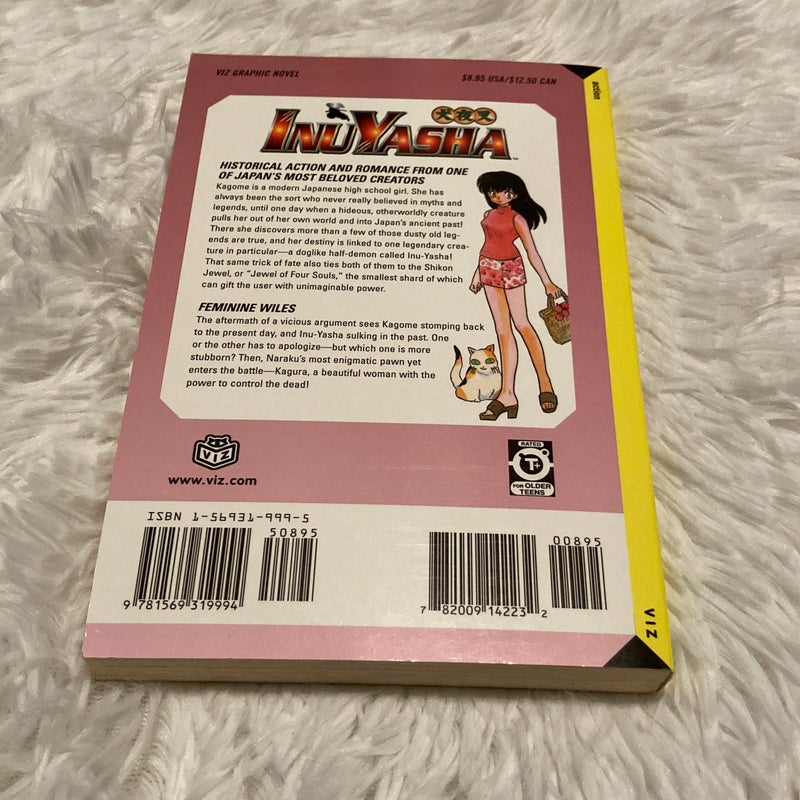 VIZ GRAPHIC NOVEL
$8.95 USA/$12.50 CAN
action
犬夜叉
INUYASHA™
HISTORICAL ACTION AND ROMANCE FROM ONE
OF JAPAN'S MOST BELOVED CREATORS
Kagome is a modern Japanese high school girl. She has
always been the sort who never really believed in myths and
legends, until one day when a hideous, otherworldly creature
pulls her out of her own world and into Japan's ancient past!
There she discovers more than a few of those dusty old leg-
ends are true, and her destiny is linked to one legendary crea-
ture in particular—a doglike half-demon called Inu-Yasha!
That same trick of fate also ties both of them to the Shikon
Jewel, or "Jewel of Four Souls," the smallest shard of which
can gift the user with unimaginable power.
FEMININE WILES
The aftermath of a vicious argument sees Kagome stomping back
to the present day, and Inu-Yasha sulking in the past. One
or the other has to apologize—but which one is more
stubborn? Then, Naraku's most enigmatic pawn yet
enters the battle—Kagura, a beautiful woman with the
power to control the dead!
VIZ
www.viz.com
RATED
T+
FOR OLDER
TEENS
ISBN 1-56931-999-5
50895
9 781569 319994
00895
7 82009 14223 2
VIZ